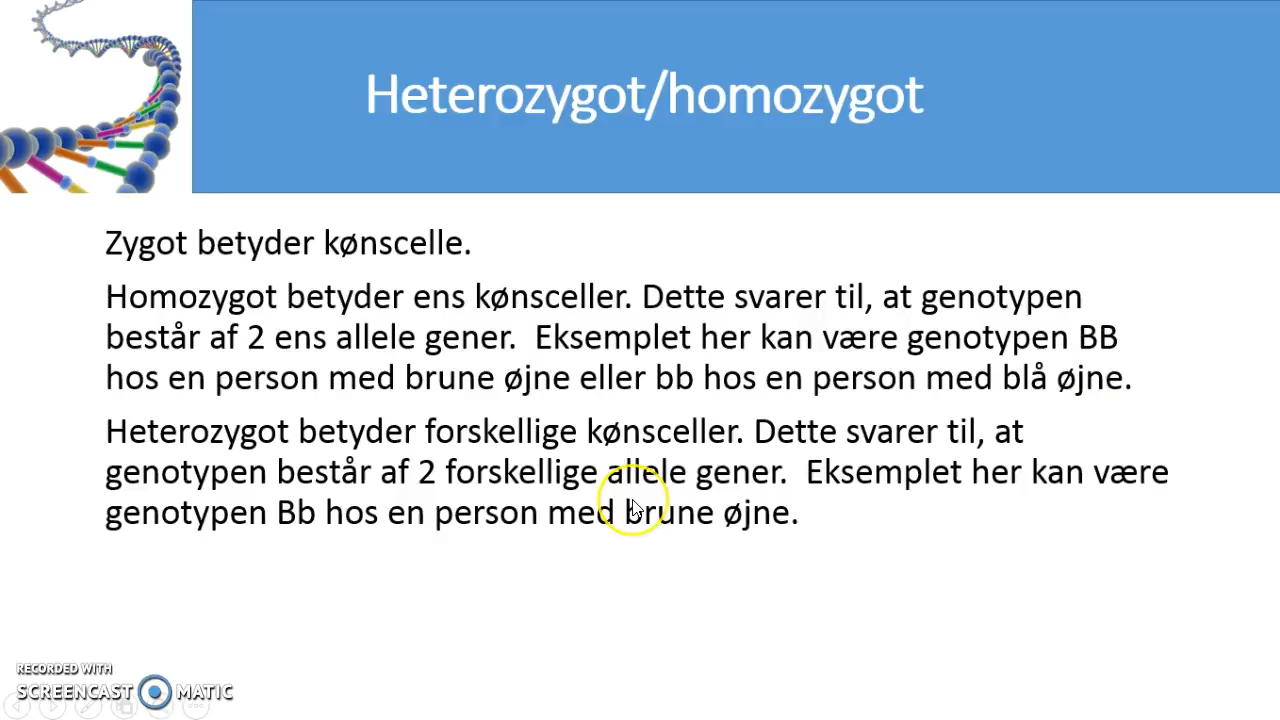 Heterozygot/homozygot
Zygot betyder kønscelle.
Homozygot betyder ens kønsceller. Dette svarer til, at genotypen
består af 2 ens allele gener.  Eksemplet her kan være genotypen BB
hos en person med brune øjne eller bb hos en person med blå øjne.
Heterozygot betyder forskellige kønsceller. Dette svarer til, at
genotypen består af 2 forskellige allele gener.  Eksemplet her kan være
genotypen Bb hos en person med brune øjne.
RECORDED WITH
SCREENCAST MATIC